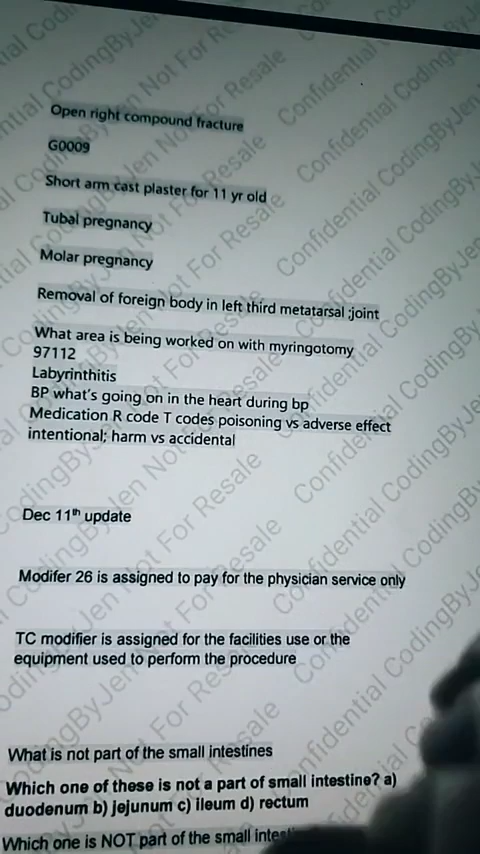 Open right compound fracture
G0009
Short arm cast plaster for 11 yr old
Tubal pregnancy
Molar pregnancy
Removal of foreign body in left third metatarsal joint
What area is being worked on with myringotomy
97112
Labyrinthitis
BP what's going on in the heart during bp
Medication R code T codes poisoning vs adverse effect
intentional; harm vs accidental
Dec 11th update
Modifer 26 is assigned to pay for the physician service only
TC modifier is assigned for the facilities use or the
equipment used to perform the procedure
What is not part of the small intestines
Which one of these is not a part of small intestine? a)
duodenum b) jejunum c) ileum d) rectum
Which one is NOT part of the small
Confidential CodingByJen Not For Resale